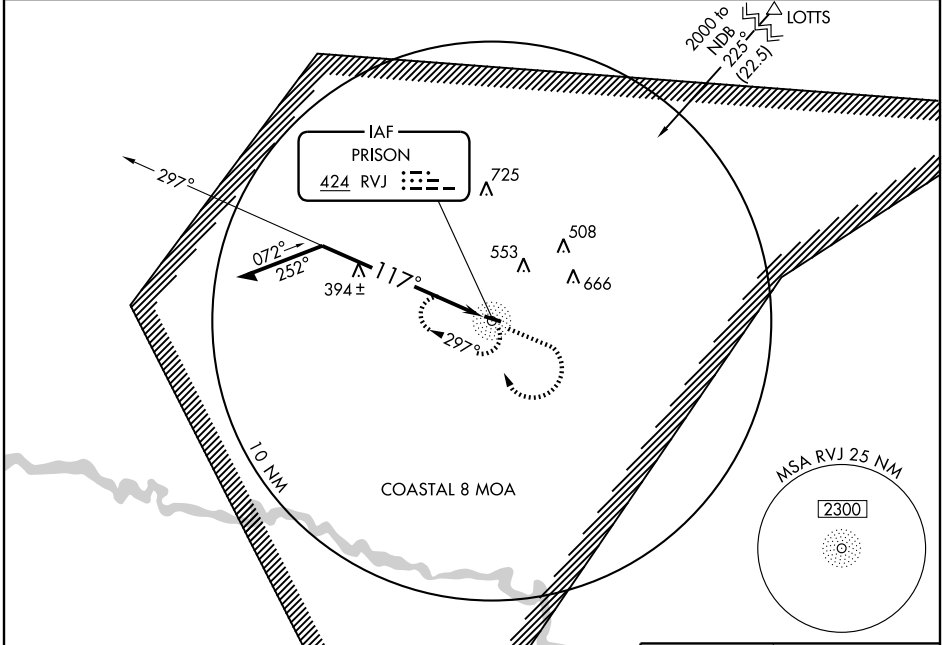 LOTTS
2000 to
NDB
225°
(22.5)
IAF
PRISON
424 RVJ
725
297°
508
553
072°
252°
117°
666
394 ±
297°
10 NM
COASTAL 8 MOA
MSA RVJ 25 NM
2300